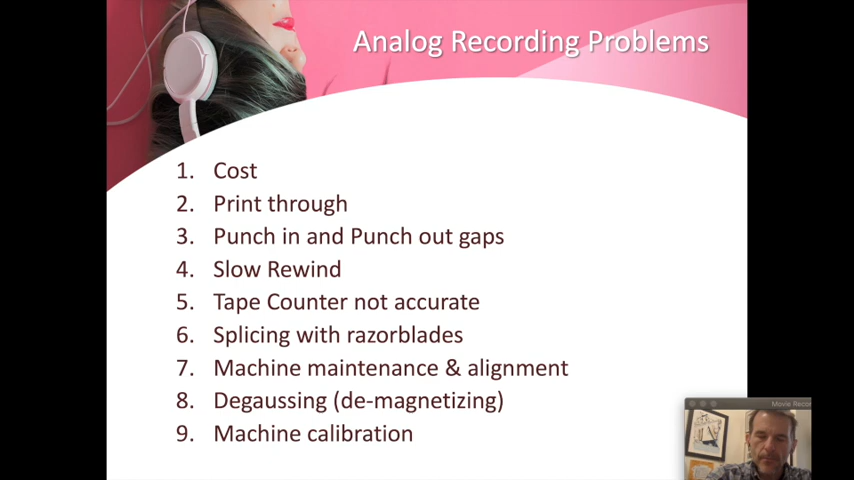 Analog Recording Problems
1. Cost
2. Print through
3. Punch in and Punch out gaps
4. Slow Rewind
5. Tape Counter not accurate
6. Splicing with razorblades
7. Machine maintenance & alignment
8. Degaussing (de-magnetizing)
9. Machine calibration
Movie Recor